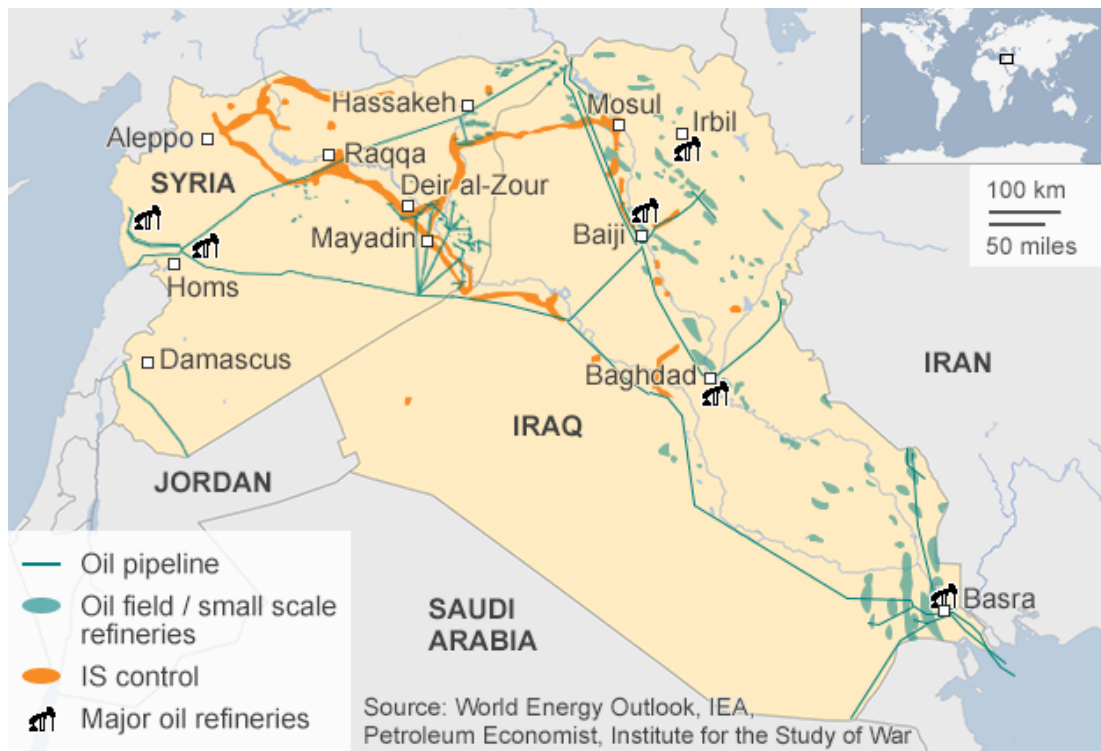 Hassakeh
Mosul
Irbil
Aleppo
Raqqa
SYRIA
Deir al-Zour
Mayadin
Baiji
Homs
Damascus
Baghdad
IRAN
IRAQ
JORDAN
SAUDI
ARABIA
Basra
100 km
50 miles
Oil pipeline
Oil field / small scale
refineries
IS control
Major oil refineries
Source: World Energy Outlook, IEA,
Petroleum Economist, Institute for the Study of War